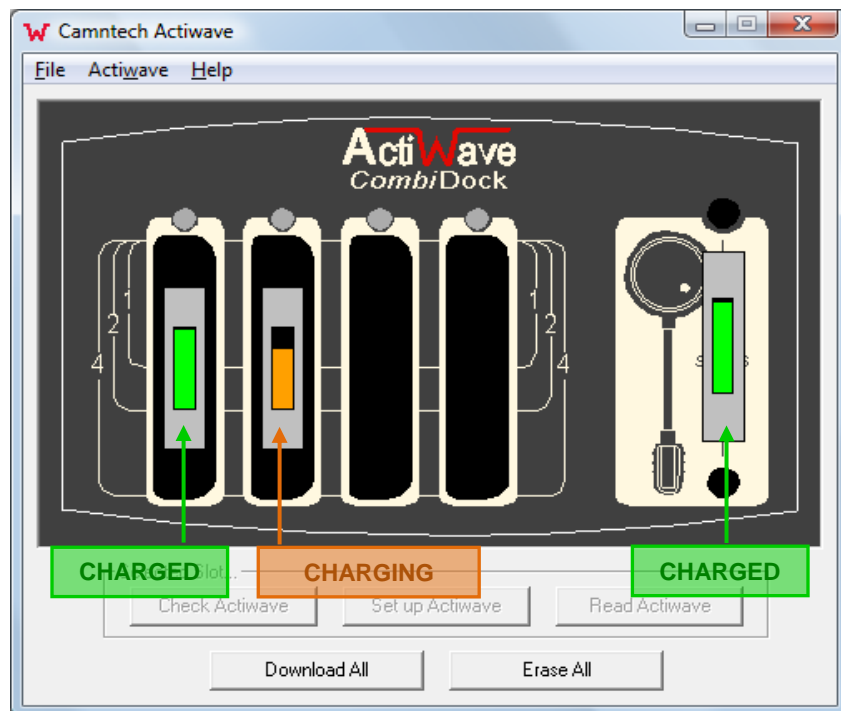 Camntech Actiwave
File Actiwave Help
ActiWave
CombiDock
1 1
2 2
4 4
CHARGED CHARGING CHARGED
Slot...
Check Actiwave Set up Actiwave Read Actiwave
Download All Erase All